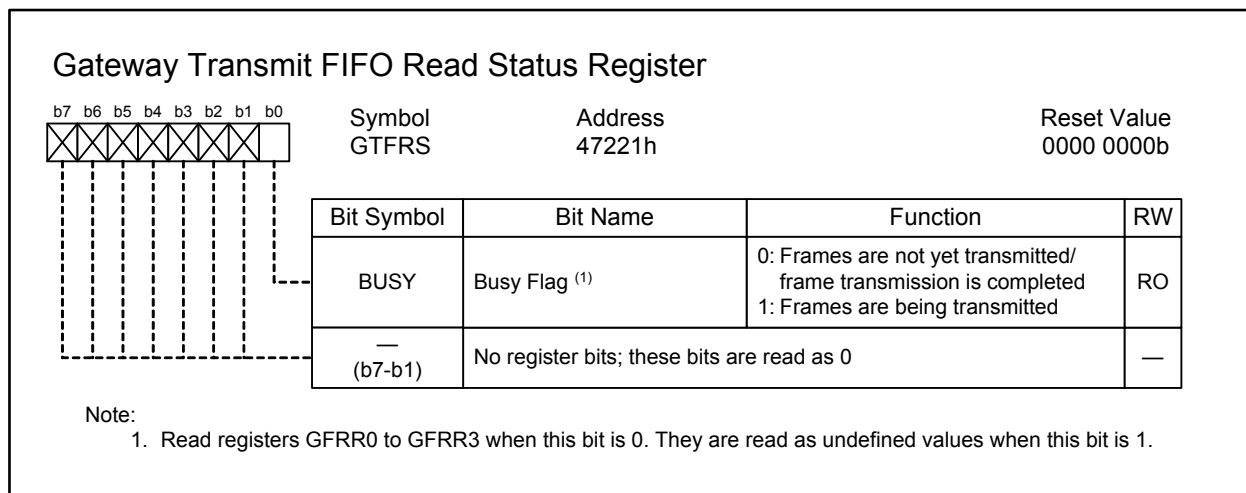 Gateway Transmit FIFO Read Status Register
b7 b6 b5 b4 b3 b2 b1 b0
Symbol Address Reset Value
GTFRS 47221h 0000 0000b
Bit Symbol Bit Name Function RW
BUSY Busy Flag (1) 0: Frames are not yet transmitted/
frame transmission is completed
1: Frames are being transmitted RO
—
(b7-b1) No register bits; these bits are read as 0 —
Note:
1. Read registers GFRR0 to GFRR3 when this bit is 0. They are read as undefined values when this bit is 1.